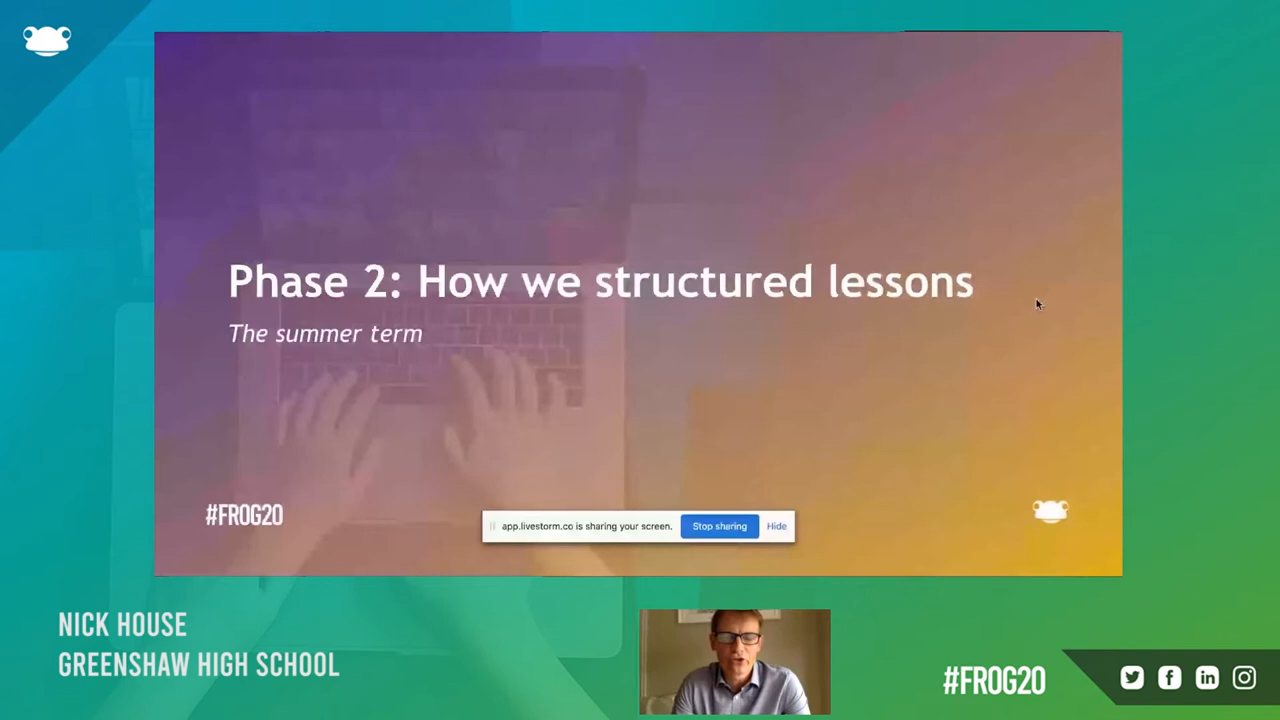 Phase 2: How we structured lessons
The summer term
#FROG20
app.livestorm.co is sharing your screen. Stop sharing Hide
NICK HOUSE
GREENSHAW HIGH SCHOOL
#FROG20